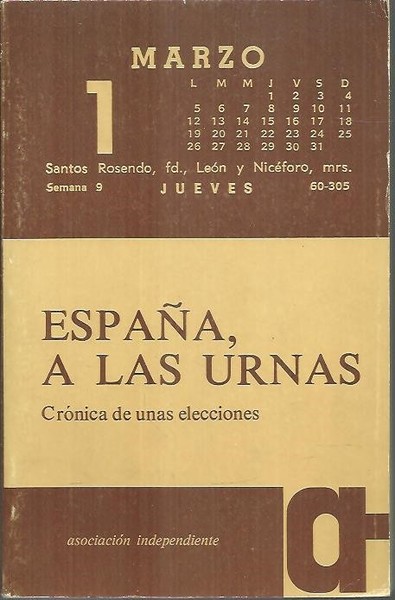 MARZO
1
L M M J V S D
1 2 3 4
5 6 7 8 9 10 11
12 13 14 15 16 17 18
19 20 21 22 23 24 25
26 27 28 29 30 31
Santos Rosendo, fd., León y Nicéforo, mrs.
Semana 9 JUEVES 60-305
ESPAÑA,
A LAS URNAS
Crónica de unas elecciones
asociación independiente
a